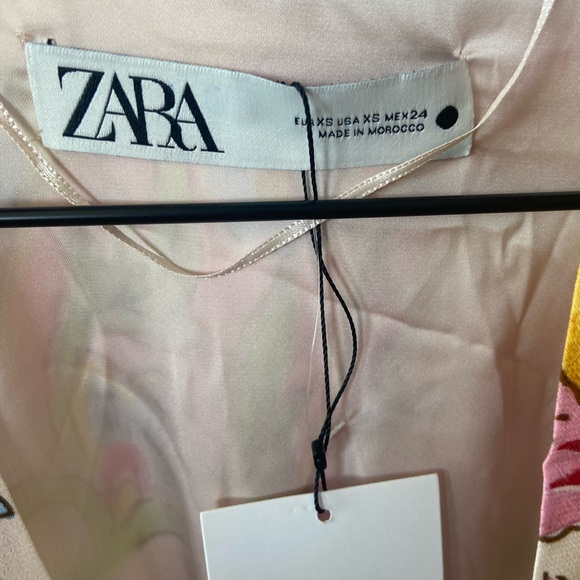 ZARA
EUR XS USA XS MEX 24
MADE IN MOROCCO